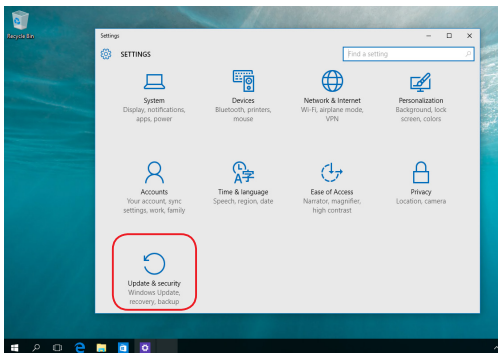 Recycle Bin
Settings
SETTINGS
Find a setting
System
Display, notifications,
apps, power
Devices
Bluetooth, printers,
mouse
Network & Internet
Wi-Fi, airplane mode,
VPN
Personalization
Background, lock
screen, colors
Accounts
Your account, sync
settings, work, family
Time & language
Speech, region, date
Ease of Access
Narrator, magnifier,
high contrast
Privacy
Location, camera
Update & security
Windows Update,
recovery, backup